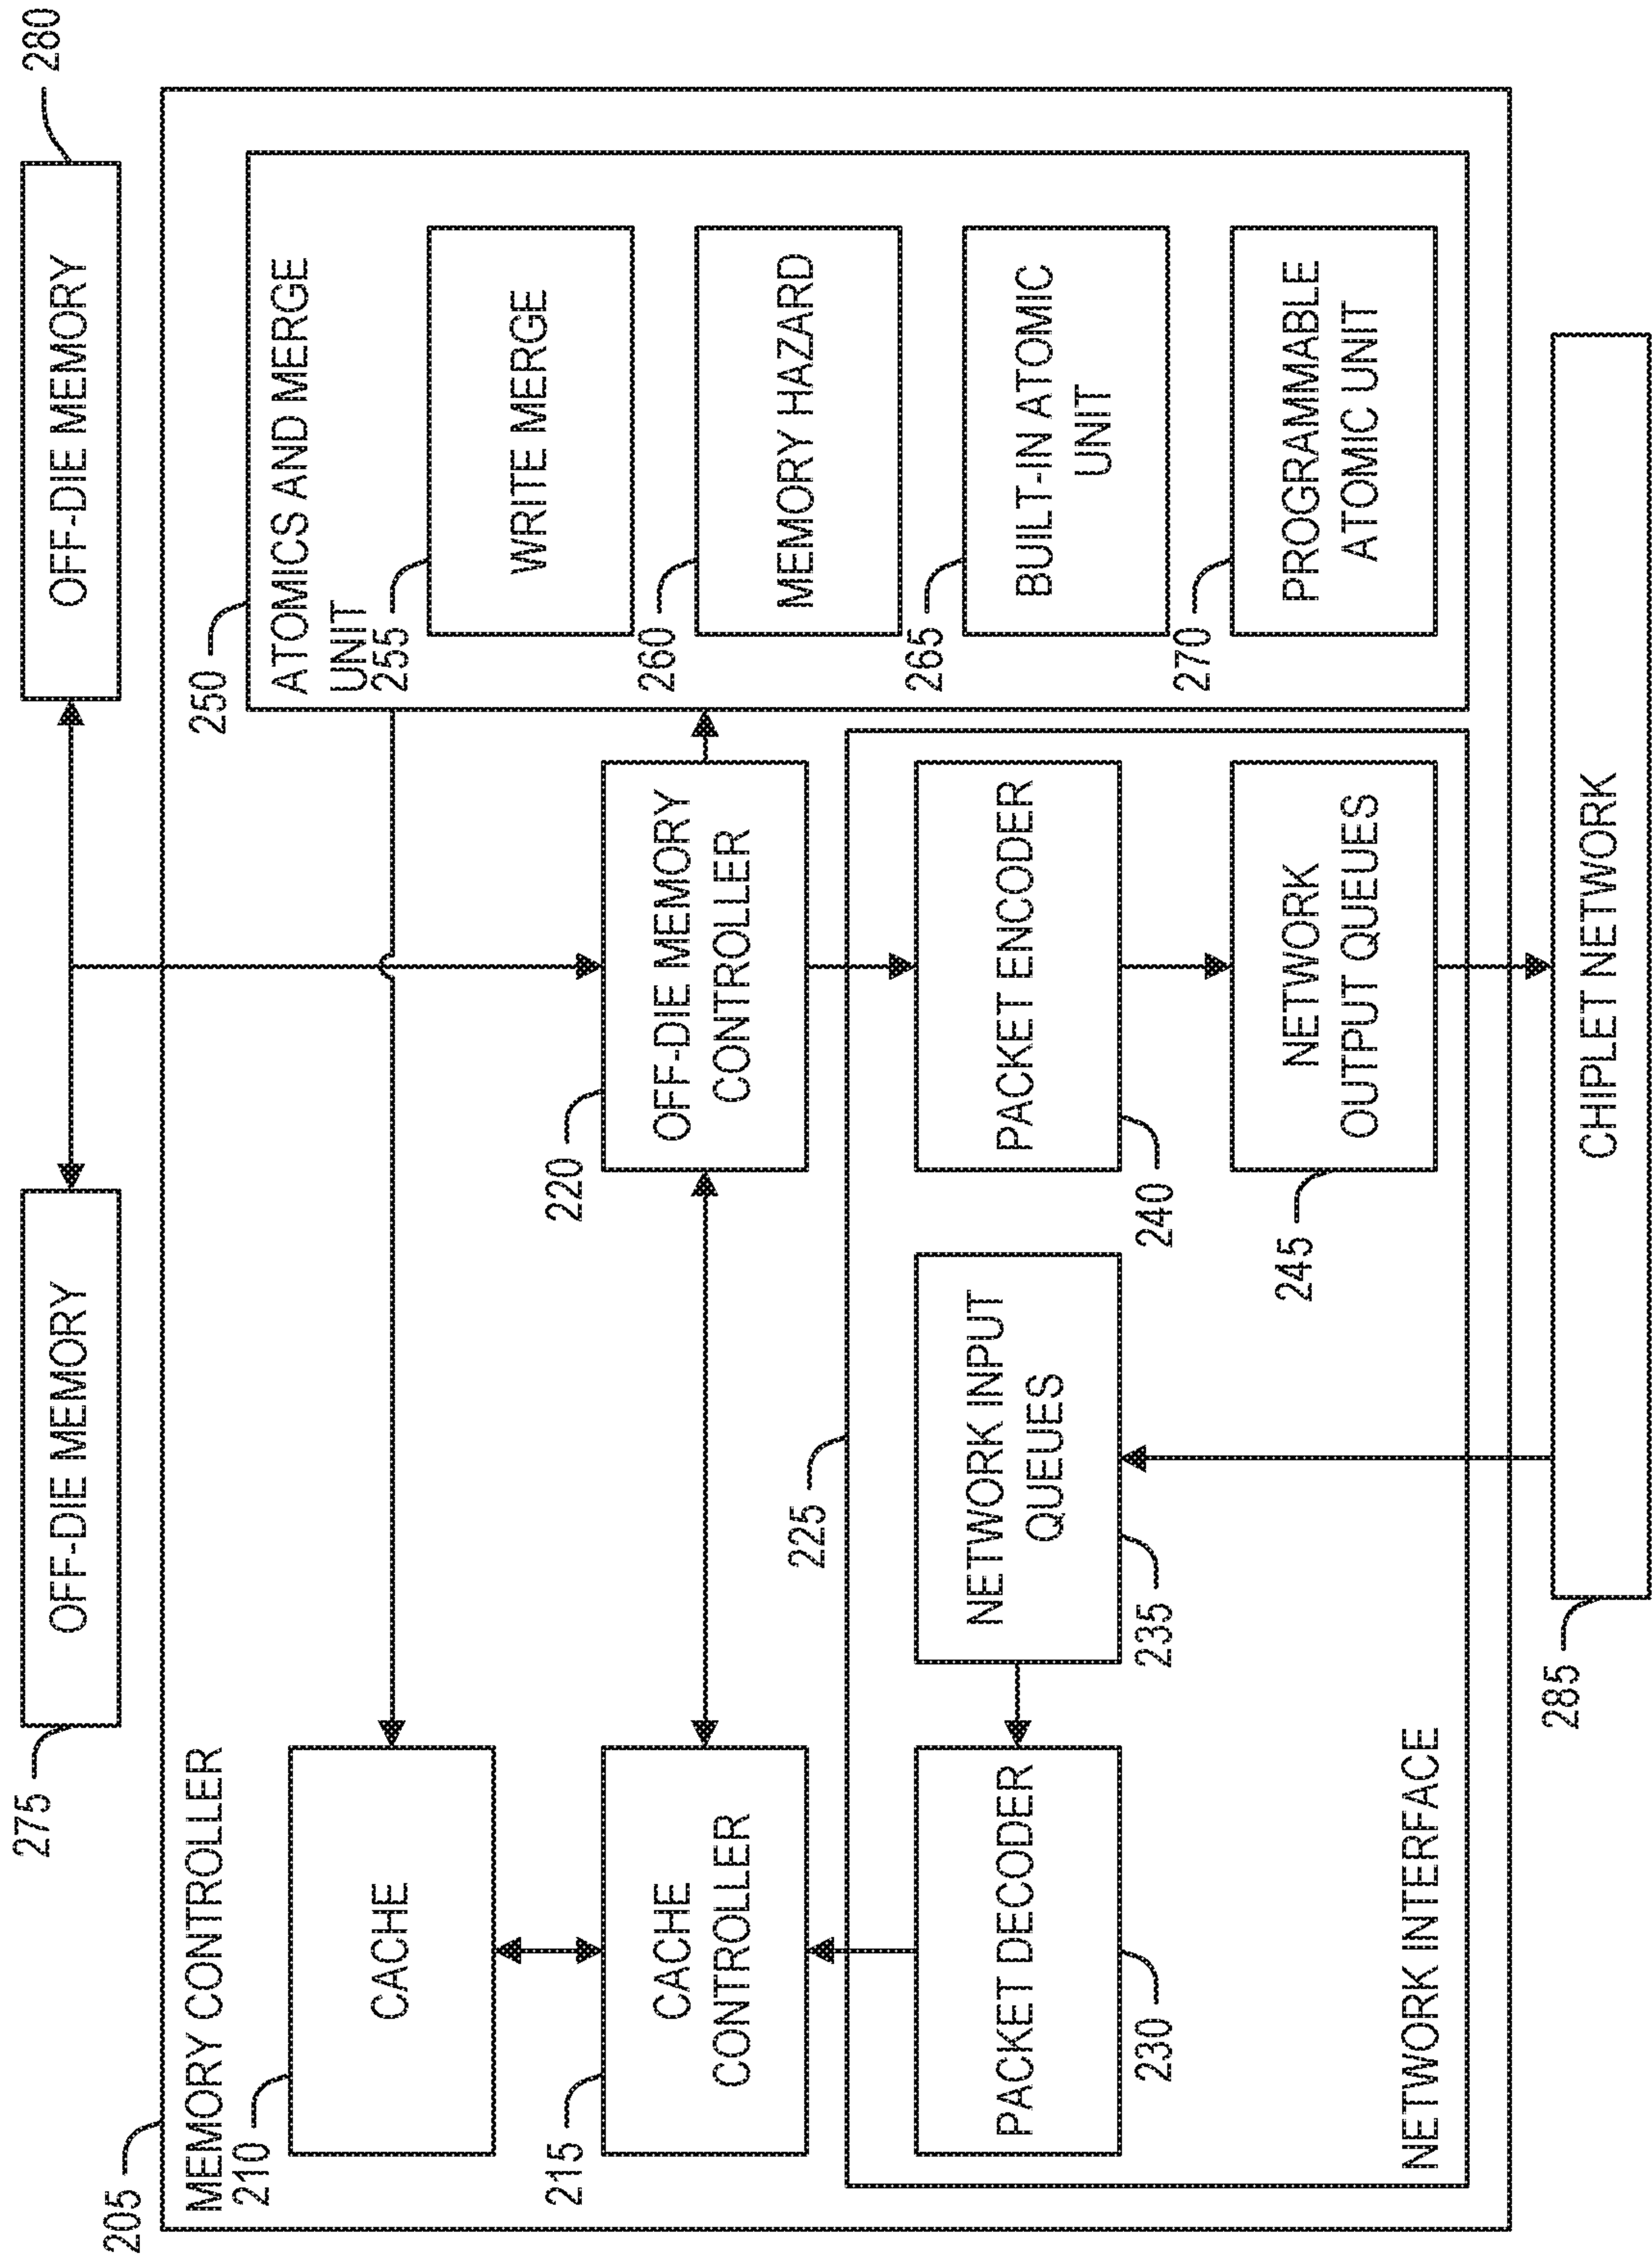 275
OFF-DIE MEMORY
OFF-DIE MEMORY
280
205
MEMORY CONTROLLER
210
CACHE
215
CACHE
CONTROLLER
220
OFF-DIE MEMORY
CONTROLLER
250
ATOMICS AND MERGE
UNIT
255
WRITE MERGE
260
MEMORY HAZARD
265
BUILT-IN ATOMIC
UNIT
270
PROGRAMMABLE
ATOMIC UNIT
225
PACKET DECODER
230
NETWORK INPUT
QUEUES
235
PACKET ENCODER
240
NETWORK
OUTPUT QUEUES
245
NETWORK INTERFACE
285
CHIPLET NETWORK